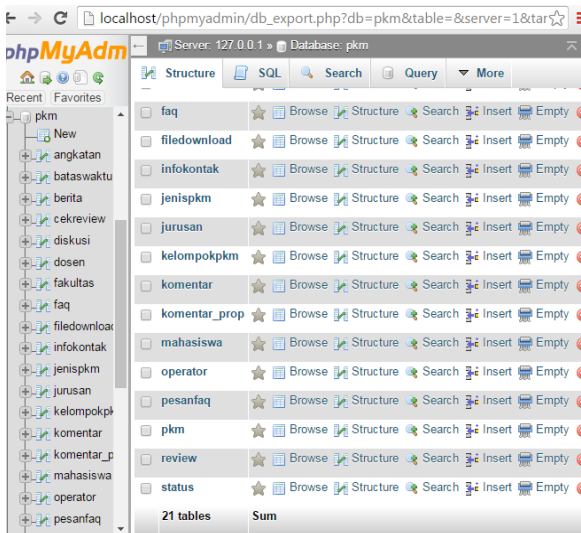 localhost/phpmyadmin/db_export.php?db=pkm&table=&server=1&tar
phpMyAdm
Recent Favorites
pkm
New
angkatan
bataswaktu
berita
cekreview
diskusi
dosen
fakultas
faq
filedownload
infokontak
jenispkm
jurusan
kelompokpk
komentar
komentar_p
mahasiswa
operator
pesanfaq
Server: 127.0.0.1 » Database: pkm
Structure SQL Search Query More
faq Browse Structure Search Insert Empty
filedownload Browse Structure Search Insert Empty
infokontak Browse Structure Search Insert Empty
jenispkm Browse Structure Search Insert Empty
jurusan Browse Structure Search Insert Empty
kelompokpkm Browse Structure Search Insert Empty
komentar Browse Structure Search Insert Empty
komentar_prop Browse Structure Search Insert Empty
mahasiswa Browse Structure Search Insert Empty
operator Browse Structure Search Insert Empty
pesanfaq Browse Structure Search Insert Empty
pkm Browse Structure Search Insert Empty
review Browse Structure Search Insert Empty
status Browse Structure Search Insert Empty
21 tables Sum